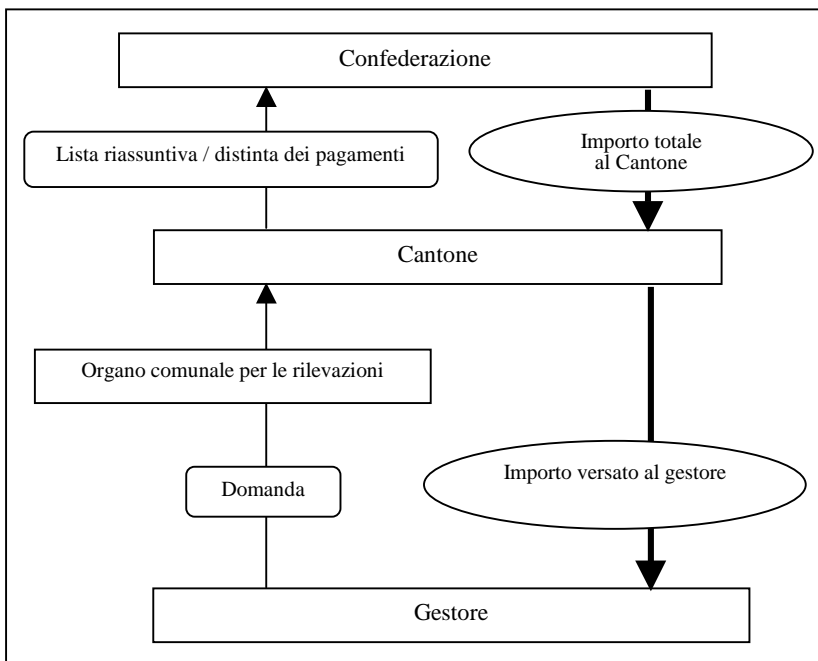 Confederazione
Lista riassuntiva / distinta dei pagamenti
Importo totale
al Cantone
Cantone
Organo comunale per le rilevazioni
Domanda
Importo versato al gestore
Gestore